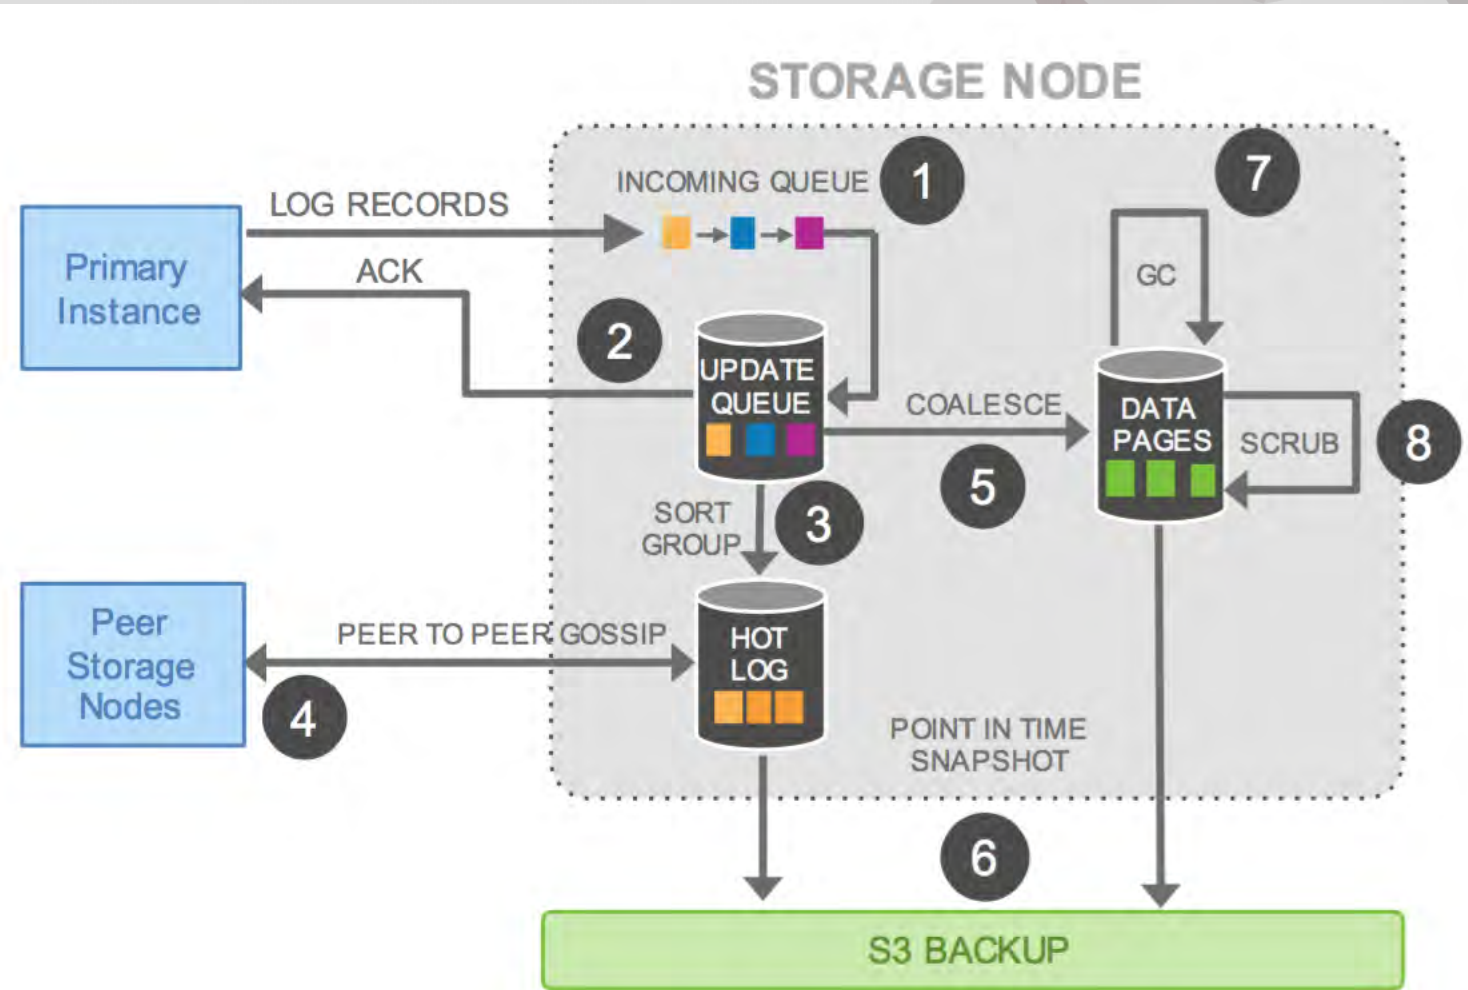 STORAGE NODE
INCOMING QUEUE
1
7
LOG RECORDS
Primary
Instance
ACK
GC
2
UPDATE
QUEUE
COALESCE
5
DATA
PAGES
SCRUB
8
SORT
GROUP
3
Peer
Storage
Nodes
PEER TO PEER GOSSIP
4
HOT
LOG
POINT IN TIME
SNAPSHOT
6
S3 BACKUP